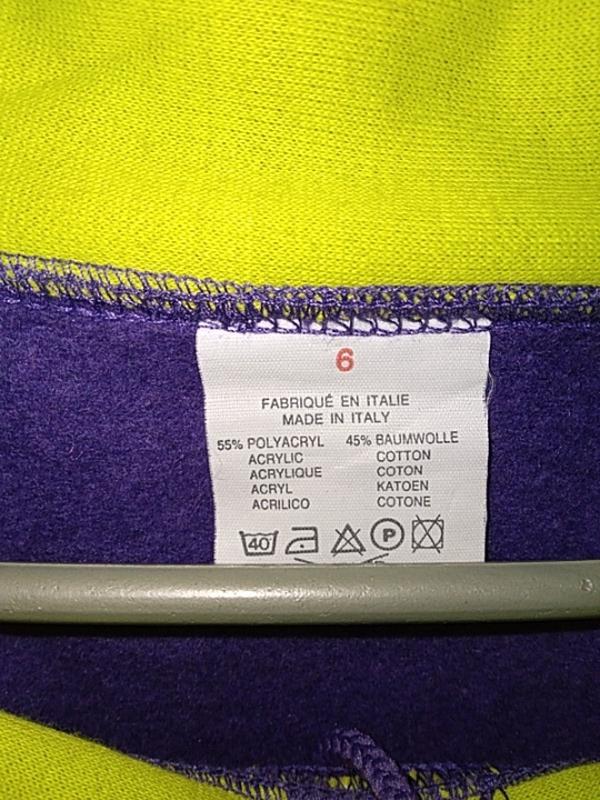 6
FABRIQUÉ EN ITALIE
MADE IN ITALY
55% POLYACRYL 45% BAUMWOLLE
ACRYLIC COTTON
ACRYLIQUE COTON
ACRYL KATOEN
ACRILICO COTONE
40 P